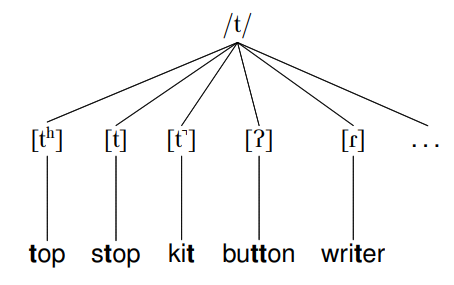 /t/
[tʰ] [t] [t̚] [ʔ] [ɾ] ...
top stop kit button writer